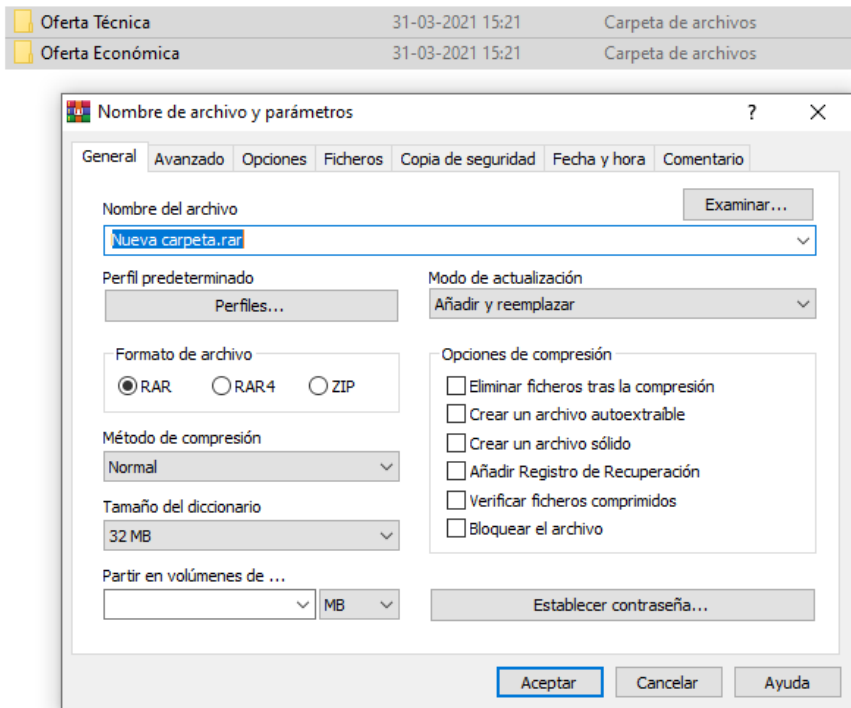 Oferta Técnica 31-03-2021 15:21 Carpeta de archivos
Oferta Económica 31-03-2021 15:21 Carpeta de archivos
Nombre de archivo y parámetros ? X
General Avanzado Opciones Ficheros Copia de seguridad Fecha y hora Comentario
Nombre del archivo Examinar...
Nueva carpeta.rar
Perfil predeterminado Modo de actualización
Perfiles... Añadir y reemplazar
Formato de archivo Opciones de compresión
RAR RAR4 ZIP Eliminar ficheros tras la compresión
Crear un archivo autoextraíble
Método de compresión Crear un archivo sólido
Normal Añadir Registro de Recuperación
Tamaño del diccionario Verificar ficheros comprimidos
32 MB Bloquear el archivo
Partir en volúmenes de ...
MB Establecer contraseña...
Aceptar Cancelar Ayuda